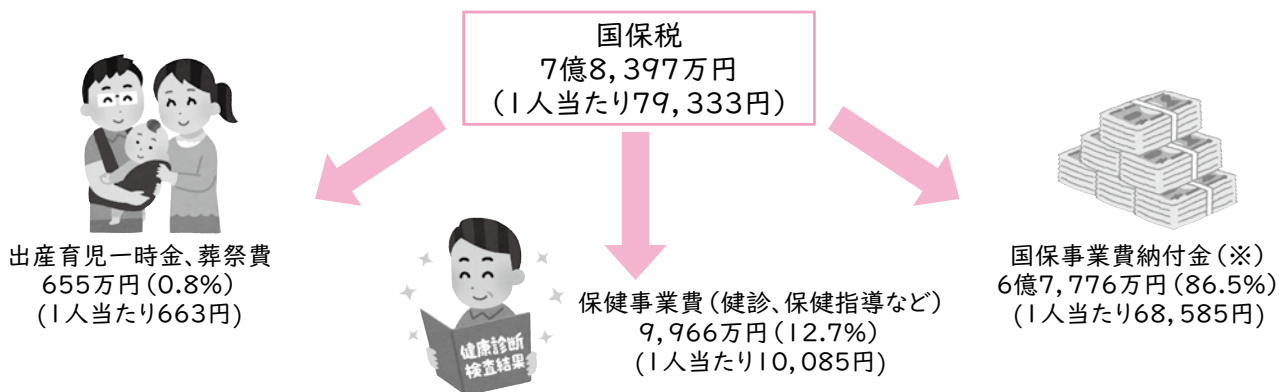 国保税
7億8,397万円
(1人当たり79,333円)
出産育児一時金、葬祭費
655万円(0.8%)
(1人当たり663円)
健康診断
検査結果
保健事業費(健診、保健指導など)
9,966万円(12.7%)
(1人当たり10,085円)
国保事業費納付金(※)
6億7,776万円(86.5%)
(1人当たり68,585円)